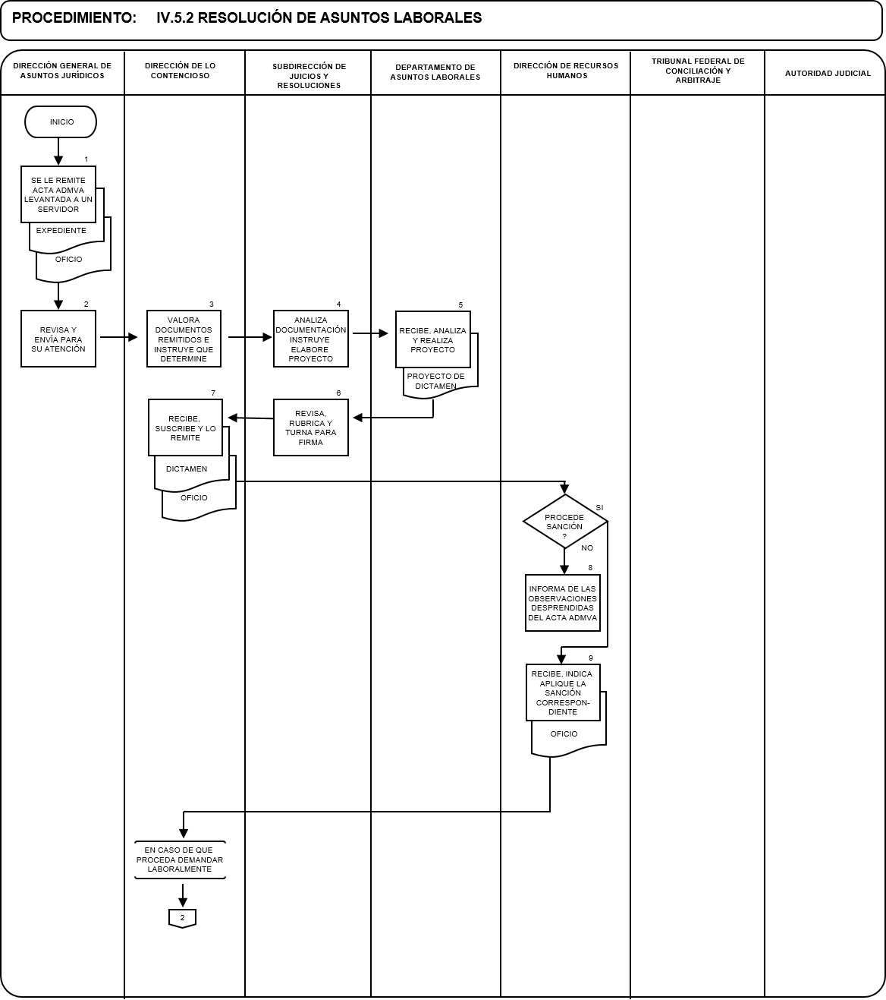 PROCEDIMIENTO: IV.5.2 RESOLUCIÓN DE ASUNTOS LABORALES
DIRECCIÓN GENERAL DE
ASUNTOS JURÍDICOS
DIRECCIÓN DE LO
CONTENCIOSO
SUBDIRECCIÓN DE
JUICIOS Y
RESOLUCIONES
DEPARTAMENTO DE
ASUNTOS LABORALES
DIRECCIÓN DE RECURSOS
HUMANOS
TRIBUNAL FEDERAL DE
CONCILIACIÓN Y
ARBITRAJE
AUTORIDAD JUDICIAL
INICIO
1
SE LE REMITE
ACTA ADMVA
LEVANTADA A UN
SERVIDOR
EXPEDIENTE
OFICIO
2
REVISA Y
ENVÍA PARA
SU ATENCIÓN
3
VALORA
DOCUMENTOS
REMITIDOS E
INSTRUYE QUE
DETERMINE
4
ANALIZA
DOCUMENTACIÓN
INSTRUYE
ELABORE
PROYECTO
5
RECIBE, ANALIZA
Y REALIZA
PROYECTO
PROYECTO DE
DICTAMEN
6
REVISA,
RUBRICA Y
TURNA PARA
FIRMA
7
RECIBE,
SUSCRIBE Y LO
REMITE
DICTAMEN
OFICIO
PROCEDE
SANCIÓN
?
SI
NO
8
INFORMA DE LAS
OBSERVACIONES
DESPRENDIDAS
DEL ACTA ADMVA
9
RECIBE, INDICA
APLIQUE LA
SANCIÓN
CORRESPON-
DIENTE
OFICIO
EN CASO DE QUE
PROCEDA DEMANDAR
LABORALMENTE
2